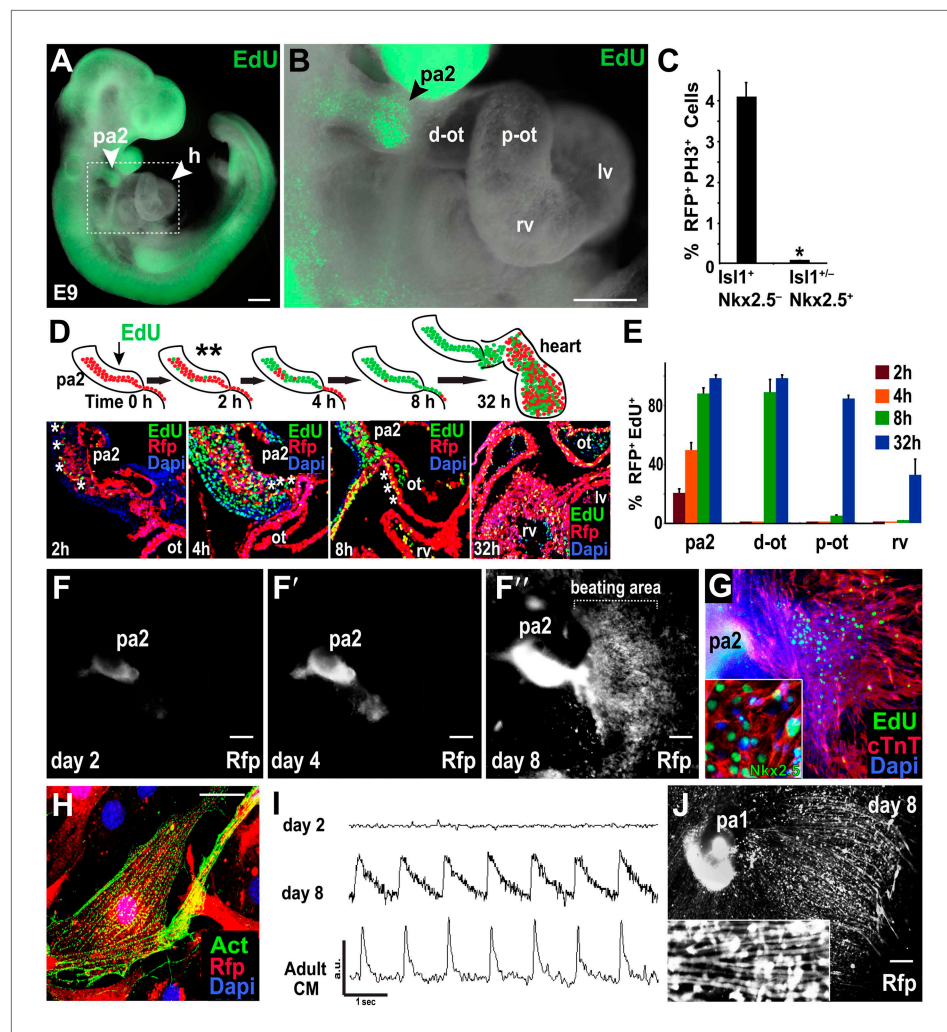 A
EdU
pa2
h
E9
B
EdU
pa2
d-ot
p-ot
lv
rv
C
% RFP⁺ PH3⁺ Cells
4
3
2
1
0
*
Isl1⁺
Nkx2.5⁻
Isl1⁺/⁻
Nkx2.5⁺
D
EdU
**
heart
pa2
Time 0 h
2h
4h
8h
32h
*
*
*
pa2
EdU
Rfp
Dapi
2h
ot
EdU
Rfp
Dapi
pa2
***
4h
ot
pa2
EdU
Rfp
Dapi
ot
*
*
*
8h
rv
ot
lv
rv
EdU
Rfp
Dapi
32h
E
% RFP⁺ EdU⁺
80
40
0
2h
4h
8h
32h
pa2
d-ot
p-ot
rv
F
pa2
day 2
Rfp
F′
pa2
day 4
Rfp
F″
beating area
pa2
day 8
Rfp
G
pa2
Nkx2-5
EdU
cTnT
Dapi
H
Act
Rfp
Dapi
I
day 2
day 8
Adult
CM
a.u.
1 sec
J
day 8
pa1
Rfp